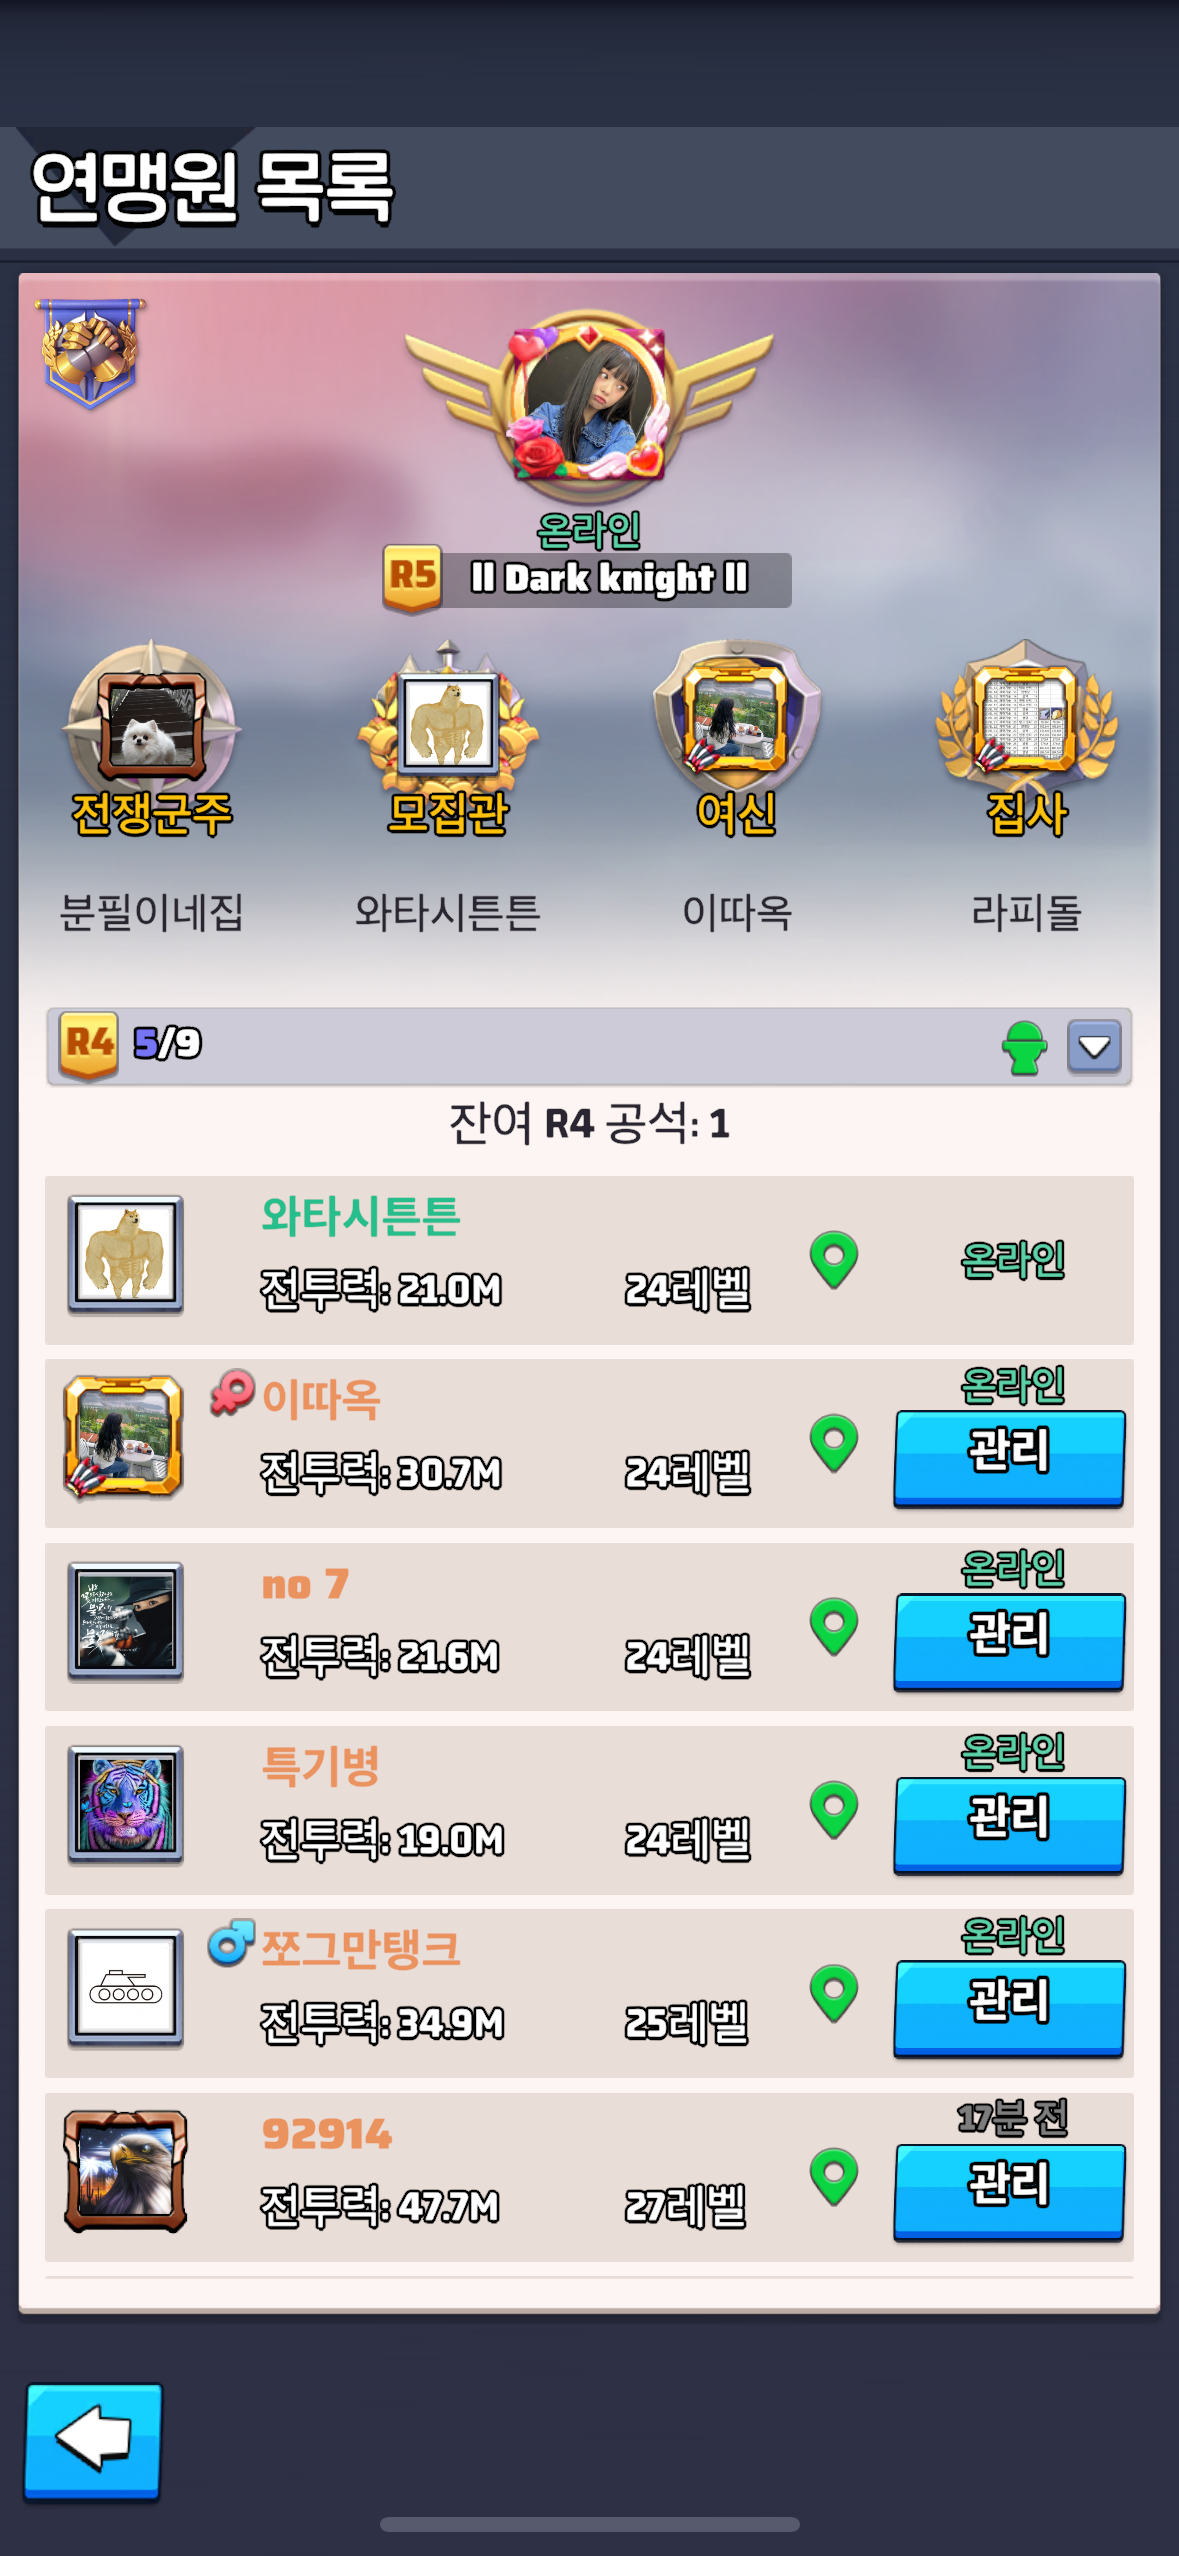 연맹원 목록
온라인
R5 ll Dark knight ll
전쟁군주 모집관 여신 집사
분필이네집 와타시튼튼 이따옥 라피돌
R4 5/9
잔여 R4 공석: 1
와타시튼튼
온라인
전투력: 21.0M 24레벨
온라인
이따옥
관리
전투력: 30.7M 24레벨
온라인
no 7
관리
전투력: 21.6M 24레벨
온라인
특기병
관리
전투력: 19.0M 24레벨
온라인
쪼그만탱크
관리
전투력: 34.9M 25레벨
17분 전
92914
관리
전투력: 47.7M 27레벨